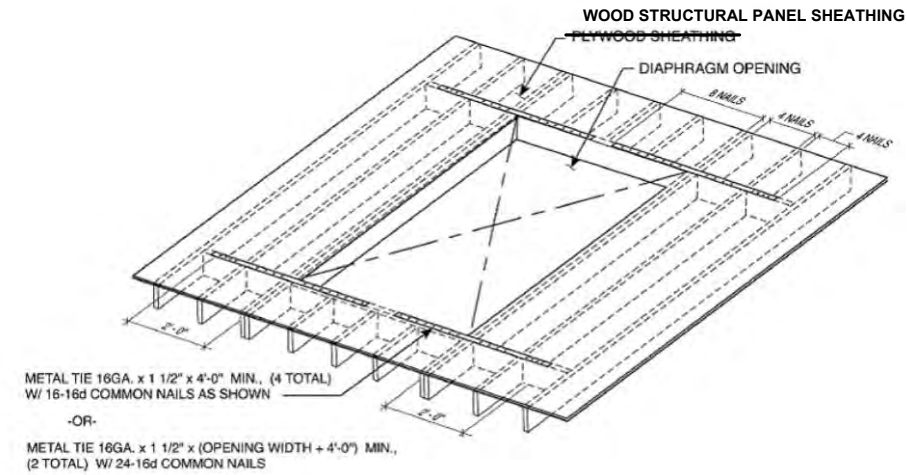 WOOD STRUCTURAL PANEL SHEATHING
PLYWOOD SHEATHING
DIAPHRAGM OPENING
8 NAILS
4 NAILS
4 NAILS
2'-0"
2'-0"
METAL TIE 16GA. x 1 1/2" x 4'-0" MIN., (4 TOTAL)
W/ 16-16d COMMON NAILS AS SHOWN
-OR-
METAL TIE 16GA. x 1 1/2" x (OPENING WIDTH + 4'-0") MIN.,
(2 TOTAL) W/ 24-16d COMMON NAILS